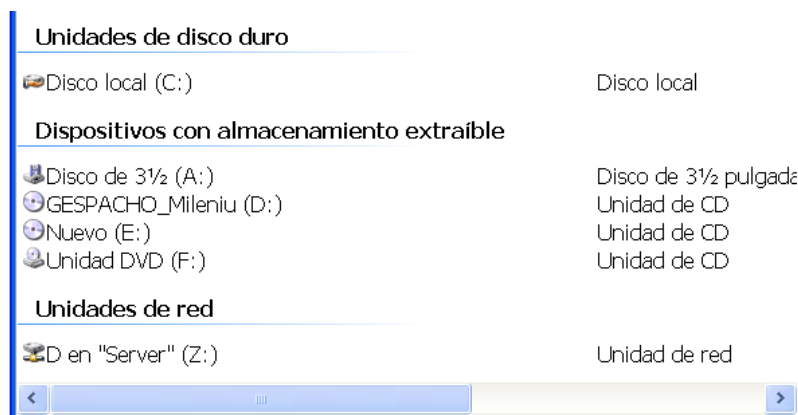 Unidades de disco duro
Disco local (C:) Disco local
Dispositivos con almacenamiento extraíble
Disco de 3½ (A:) Disco de 3½ pulgada
GESPACHO_Mileniu (D:) Unidad de CD
Nuevo (E:) Unidad de CD
Unidad DVD (F:) Unidad de CD
Unidades de red
D en "Server" (Z:) Unidad de red